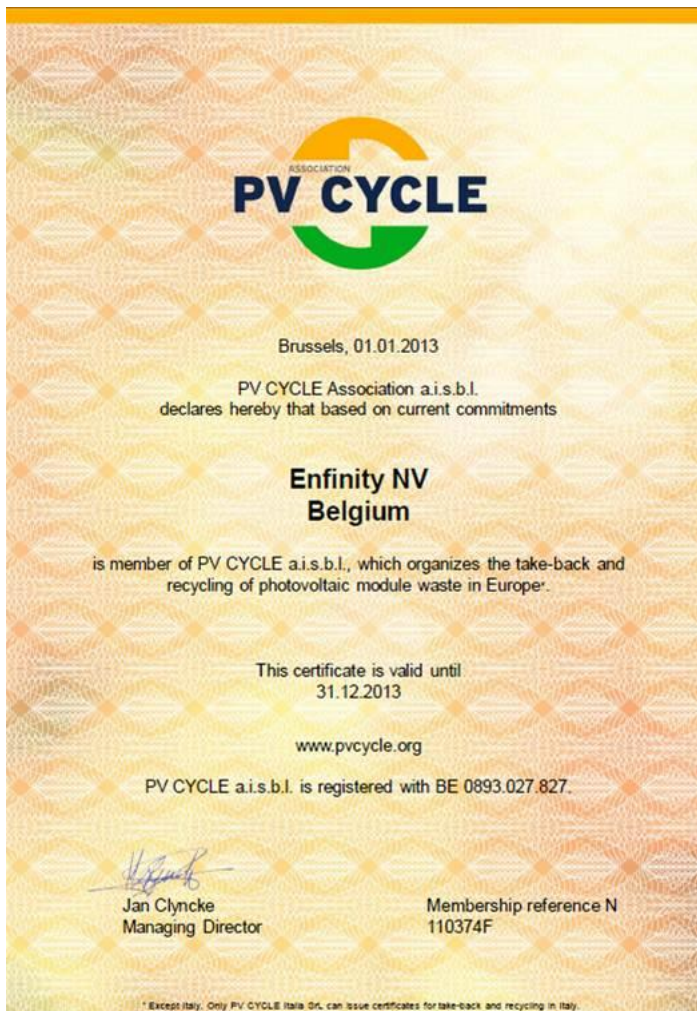 ASSOCIATION
PV CYCLE
Brussels, 01.01.2013
PV CYCLE Association a.i.s.b.l.
declares hereby that based on current commitments
Enfinity NV
Belgium
is member of PV CYCLE a.i.s.b.l., which organizes the take-back and
recycling of photovoltaic module waste in Europe*.
This certificate is valid until
31.12.2013
www.pvcycle.org
PV CYCLE a.i.s.b.l. is registered with BE 0893.027.827.
Jan Clyncke
Managing Director
Membership reference N
110374F
* Except Italy. Only PV CYCLE Italia SrL can issue certificates for take-back and recycling in Italy.